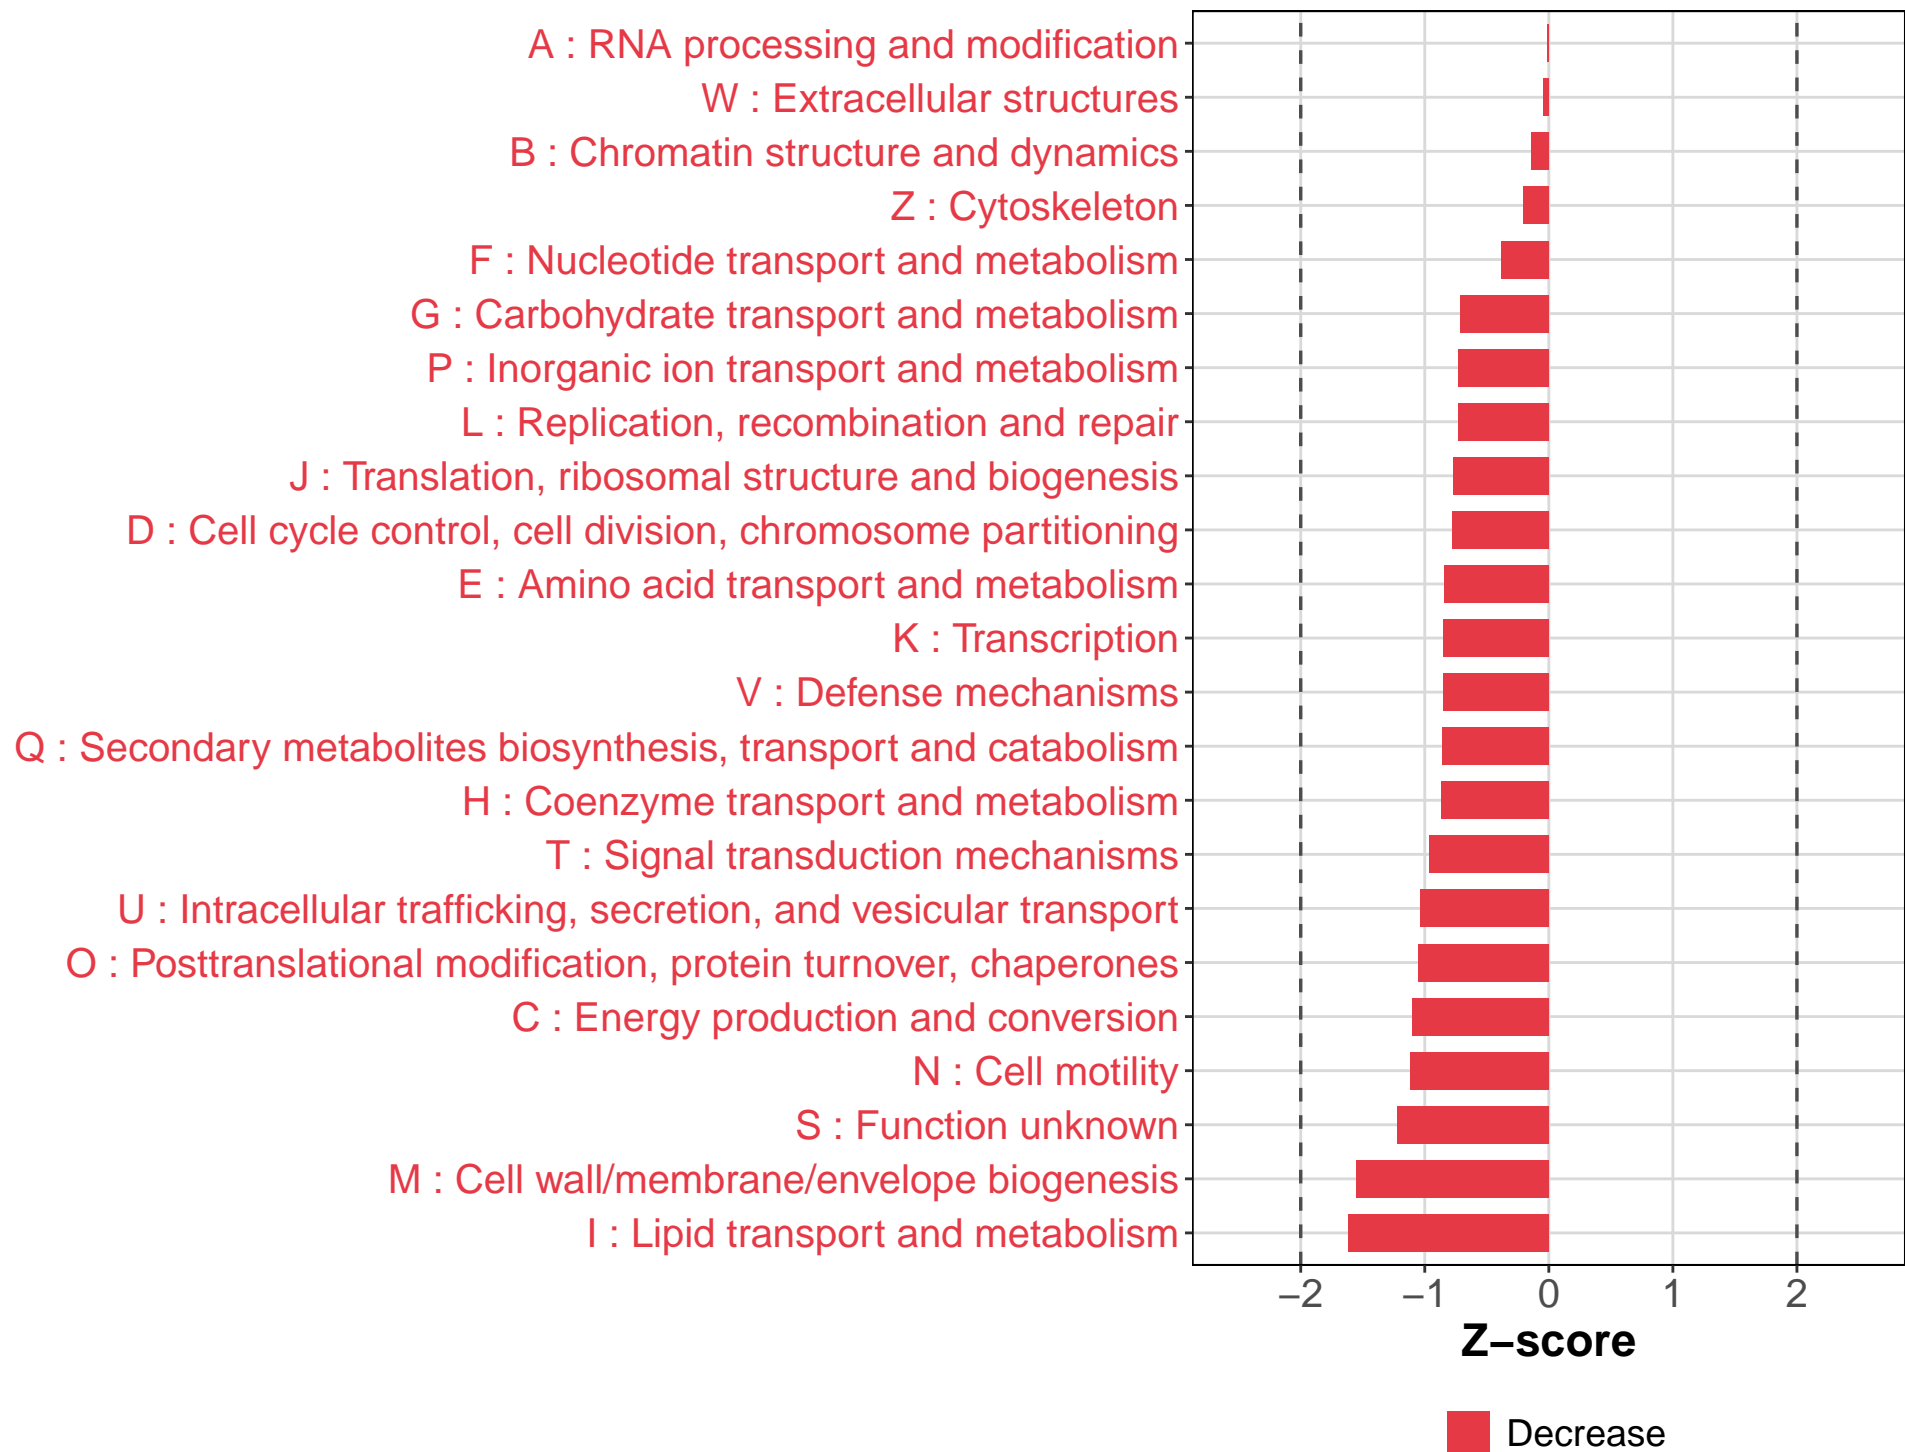 A : RNA processing and modification
W : Extracellular structures
B : Chromatin structure and dynamics
Z : Cytoskeleton
F : Nucleotide transport and metabolism
G : Carbohydrate transport and metabolism
P : Inorganic ion transport and metabolism
L : Replication, recombination and repair
J : Translation, ribosomal structure and biogenesis
D : Cell cycle control, cell division, chromosome partitioning
E : Amino acid transport and metabolism
K : Transcription
V : Defense mechanisms
Q : Secondary metabolites biosynthesis, transport and catabolism
H : Coenzyme transport and metabolism
T : Signal transduction mechanisms
U : Intracellular trafficking, secretion, and vesicular transport
O : Posttranslational modification, protein turnover, chaperones
C : Energy production and conversion
N : Cell motility
S : Function unknown
M : Cell wall/membrane/envelope biogenesis
I : Lipid transport and metabolism
−2 −1 0 1 2
Z−score
Decrease